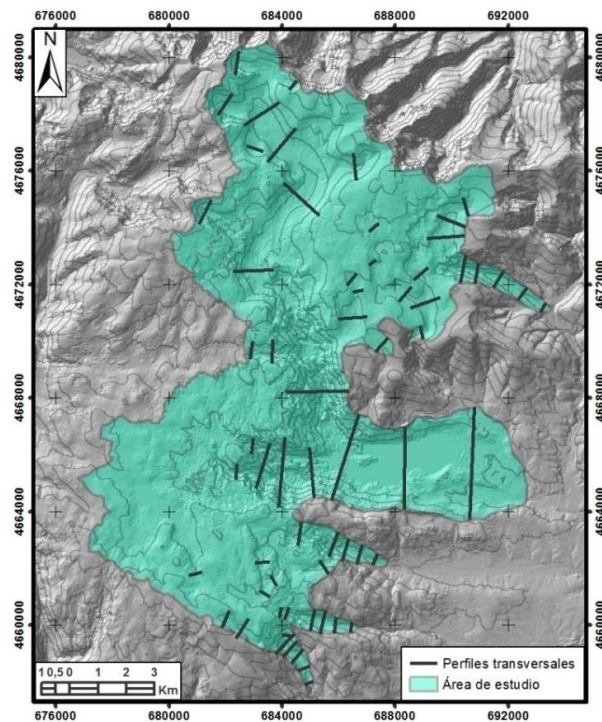 676000 680000 684000 688000 692000
N
4680000 4680000
4676000 4676000
4672000 4672000
4668000 4668000
4664000 4664000
4660000 4660000
1 0,5 0 1 2 3
Km
Perfiles transversales
Área de estudio
676000 680000 684000 688000 692000